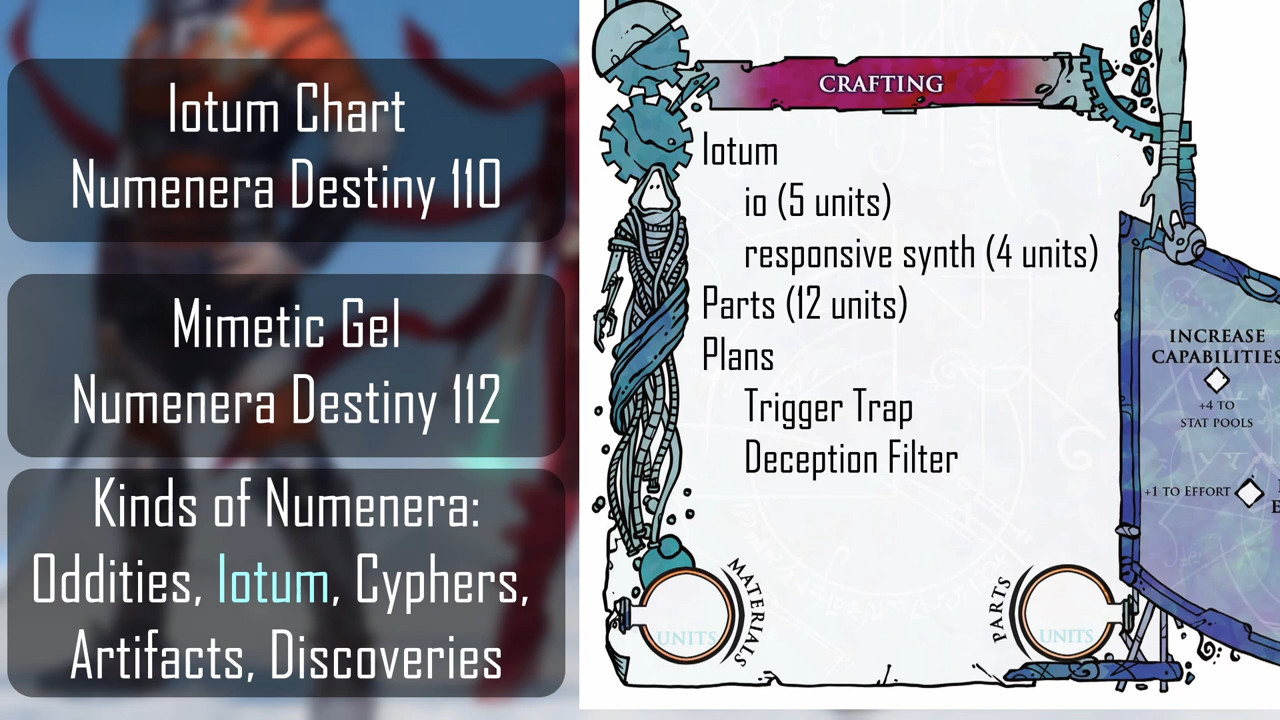 Iotum Chart
Numenera Destiny 110
Mimetic Gel
Numenera Destiny 112
Kinds of Numenera:
Oddities, Iotum, Cyphers,
Artifacts, Discoveries
CRAFTING
Iotum
io (5 units)
responsive synth (4 units)
Parts (12 units)
Plans
Trigger Trap
Deception Filter
UNITS
MATERIALS
PARTS
UNITS
INCREASE
CAPABILITIES
+4 TO
STAT POOLS
+1 TO EFFORT